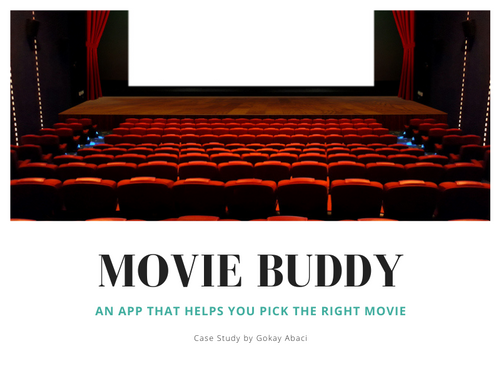 MOVIE BUDDY
AN APP THAT HELPS YOU PICK THE RIGHT MOVIE
Case Study by Gokay Abaci